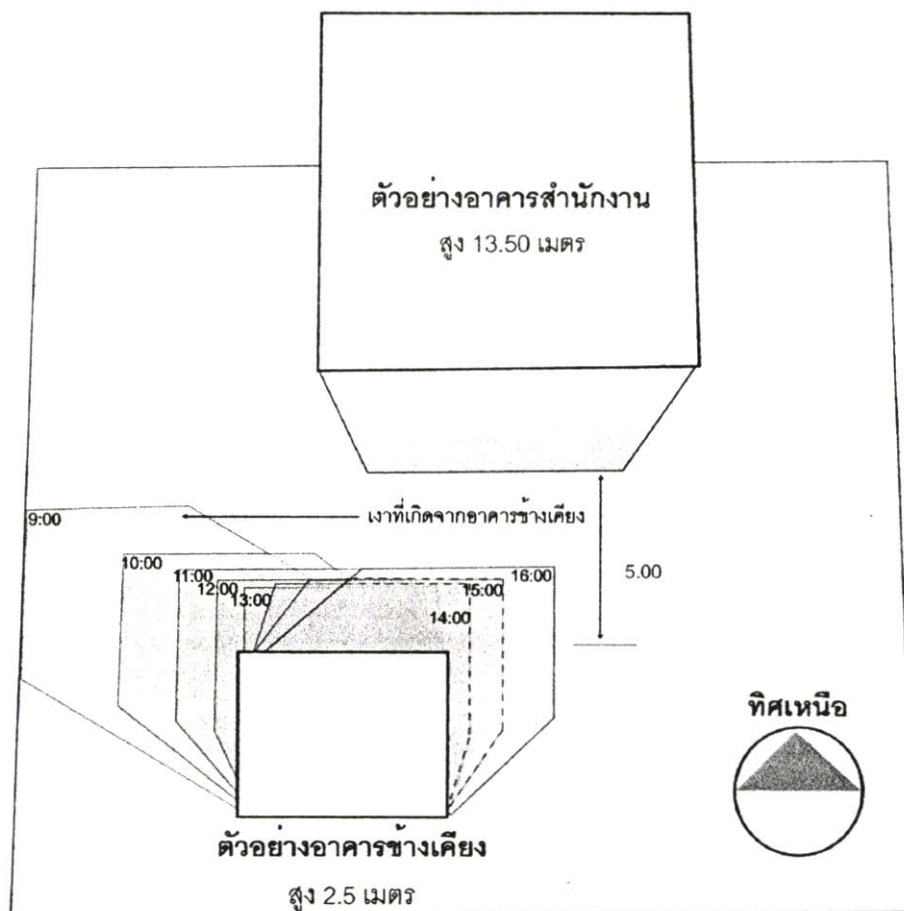 ตัวอย่างอาคารสำนักงาน
สูง 13.50 เมตร
เงาที่เกิดจากอาคารข้างเคียง
9:00
10:00
11:00
12:00
13:00
14:00
15:00
16:00
5.00
ทิศเหนือ
ตัวอย่างอาคารข้างเคียง
สูง 2.5 เมตร